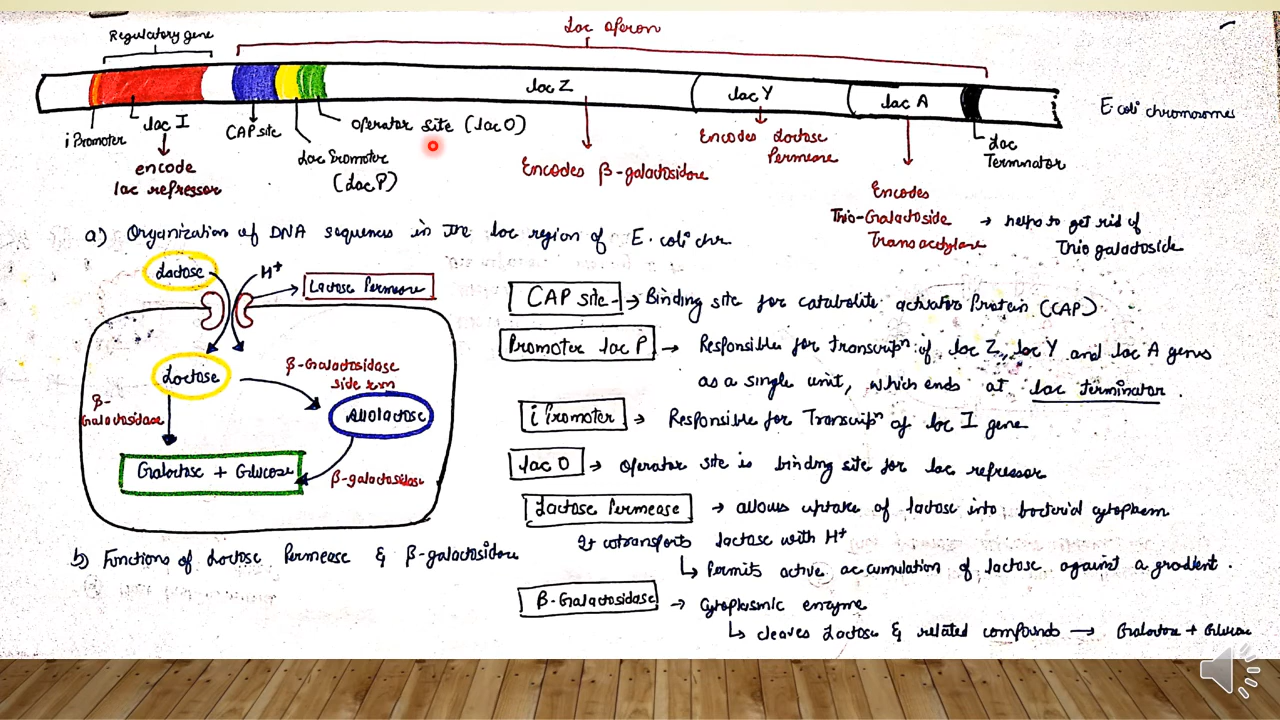 Regulatory gene
Lac operon
lac Z
lac Y
lac A
E.coli chromosomes
i Promoter
lac I
encode
lac repressor
CAP site
Lac Promoter
(Lac P)
operator site (lac O)
Encodes β-galactosidase
Encodes Lactose
Permease
Encodes
Thio-Galactoside
Transacetylase
→ helps to get rid of
Thio galactoside
Lac
Terminator
a) Organization of DNA sequences in the lac region of E.coli chr.
Lactose
H+
Lactose Permease
Lactose
β-Galactosidase
side rxn
β-
Galactosidase
Allolactose
Galactose + Glucose
β-galactosidase
b) Functions of Lactose Permease & β-galactosidase
CAP site → Binding site for catabolite activator Protein (CAP)
Promoter lac P → Responsible for transcripn of lac Z, lac Y and lac A genes
as a single unit, which ends at lac terminator.
i Promoter → Responsible for Transcriptn of lac I gene
lac O → operator site is binding site for lac repressor
Lactose Permease → allows uptake of lactose into bacterial cytoplasm
It cotransports lactose with H+
↳ Permits active accumulation of lactose against a gradient.
β-Galactosidase → Cytoplasmic enzyme
↳ cleaves Lactose & related compounds → Galactose + Glucose